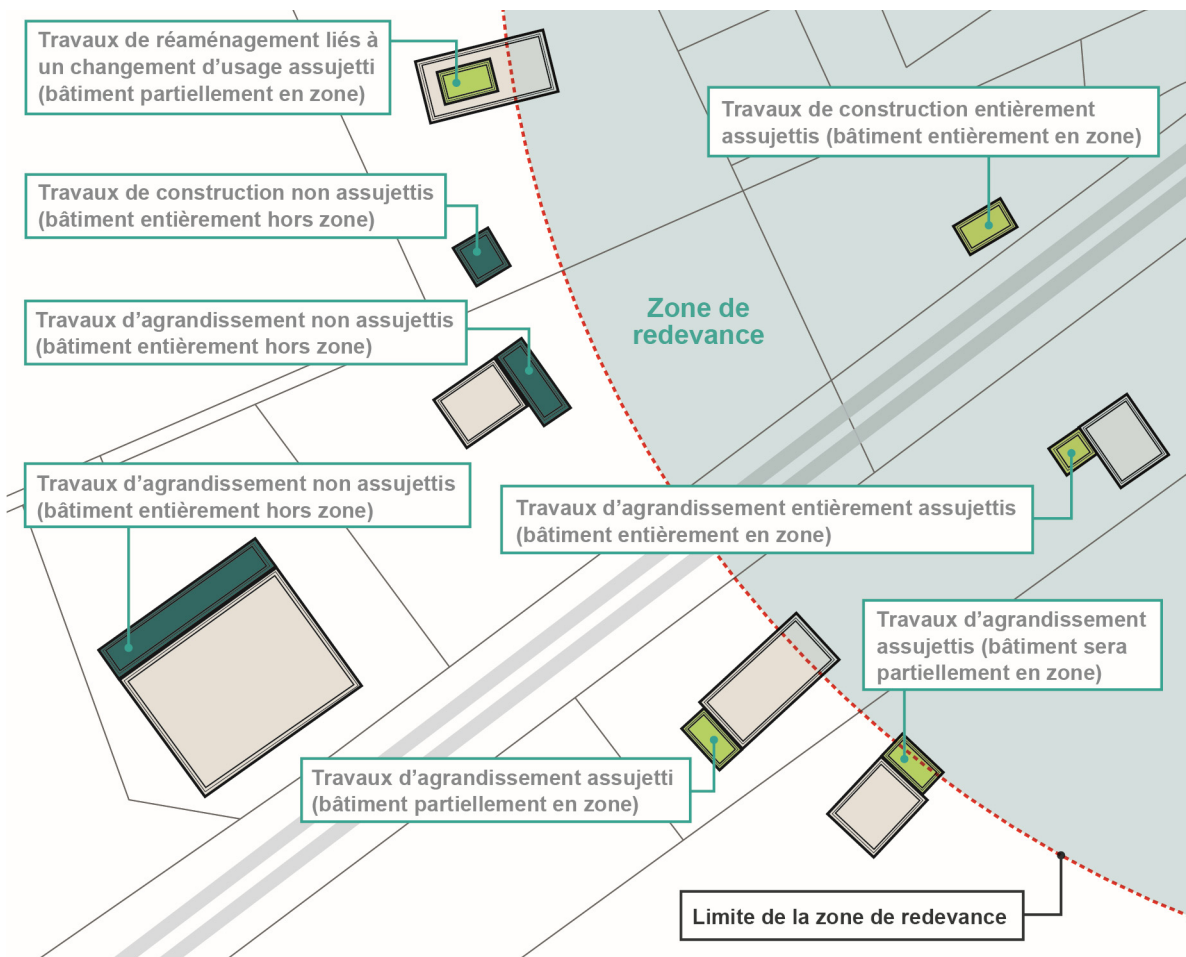 Travaux de réaménagement liés à
un changement d'usage assujetti
(bâtiment partiellement en zone)
Travaux de construction entièrement
assujettis (bâtiment entièrement en zone)
Travaux de construction non assujettis
(bâtiment entièrement hors zone)
Zone de
redevance
Travaux d'agrandissement non assujettis
(bâtiment entièrement hors zone)
Travaux d'agrandissement non assujettis
(bâtiment entièrement hors zone)
Travaux d'agrandissement entièrement assujettis
(bâtiment entièrement en zone)
Travaux d'agrandissement
assujettis (bâtiment sera
partiellement en zone)
Travaux d'agrandissement assujetti
(bâtiment partiellement en zone)
Limite de la zone de redevance